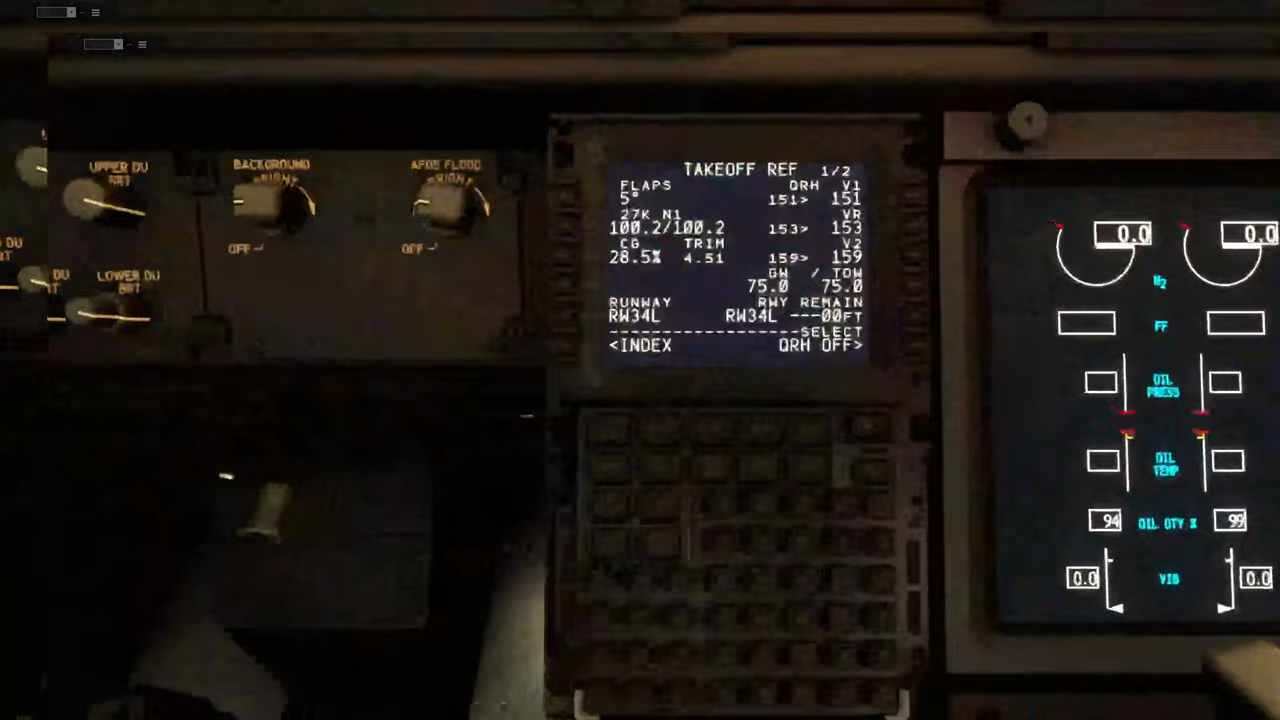 UPPER DU
BRT
BACKGROUND
AFDS FLOOD
OFF
OFF
LOWER DU
BRT
DU
DU
TAKEOFF REF 1/2
FLAPS QRH V1
5° 151> 151
27K N1 VR
100.2/100.2 153> 153
CG TRIM V2
28.5% 4.51 159> 159
GW / TOW
75.0 75.0
RUNWAY RWY REMAIN
RW34L RW34L ---00FT
------------------SELECT
<INDEX QRH OFF>
0.0 0.0
N2
FF
OIL
PRESS
OIL
TEMP
94 OIL QTY % 99
0.0 VIB 0.0